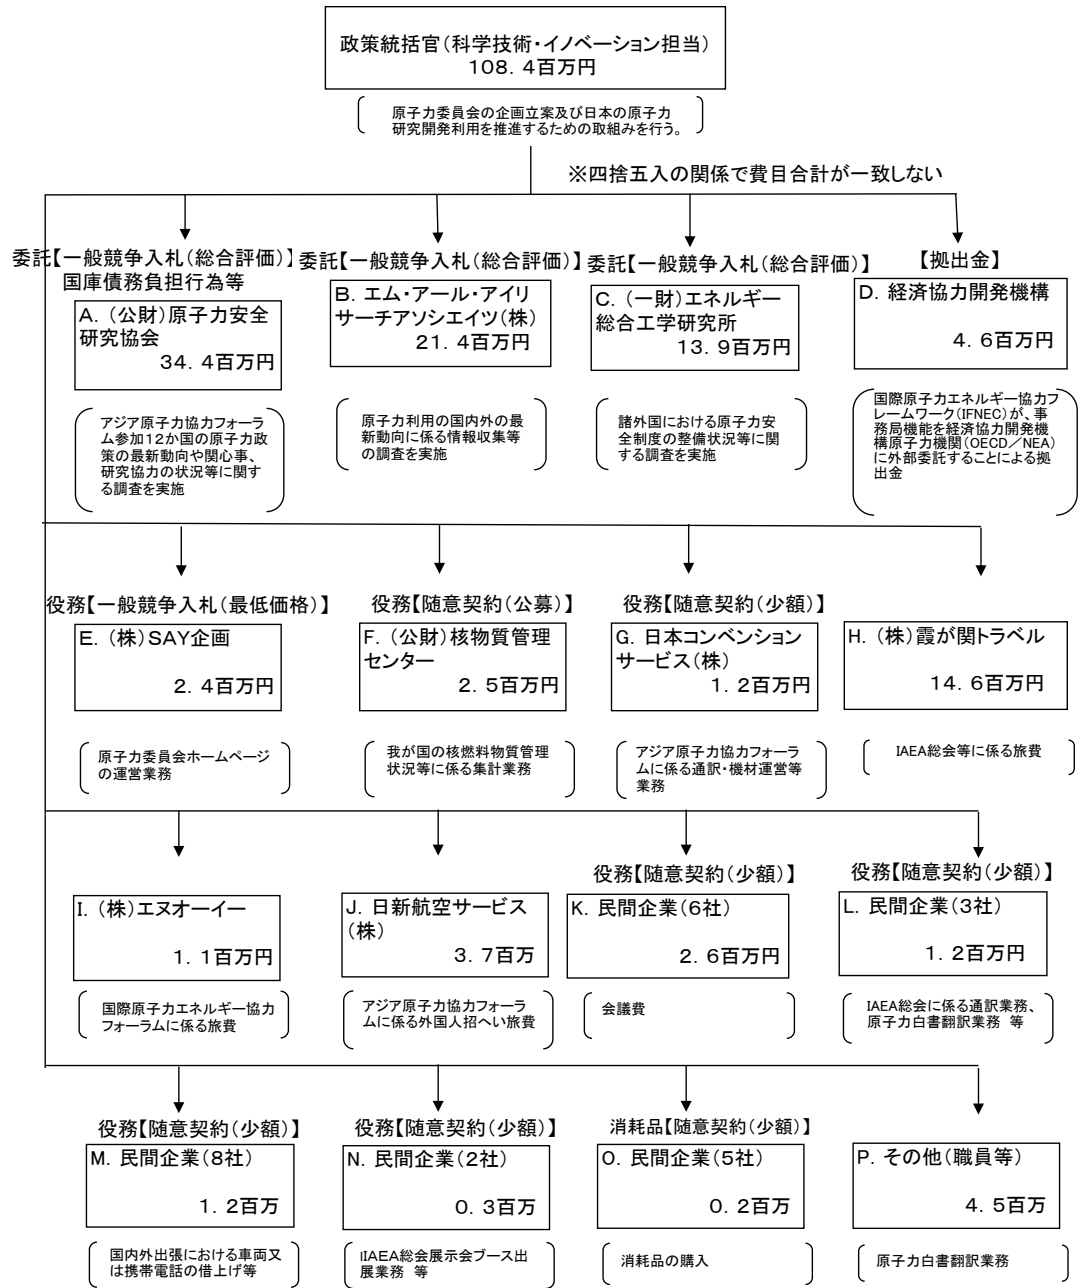 政策統括官（科学技術・イノベーション担当）
１０８．４百万円
原子力委員会の企画立案及び日本の原子力
研究開発利用を推進するための取組みを行う。
※四捨五入の関係で費目合計が一致しない
委託【一般競争入札（総合評価）】
国庫債務負担行為等
A．（公財）原子力安全
研究協会
３４．４百万円
アジア原子力協力フォーラ
ム参加１２か国の原子力政
策の最新動向や関心事、
研究協力の状況等に関す
る調査を実施
委託【一般競争入札（総合評価）】
B．エム・アール・アイリ
サーチアソシエイツ（株）
２１．４百万円
原子力利用の国内外の最
新動向に係る情報収集等
の調査を実施
委託【一般競争入札（総合評価）】
C．（一財）エネルギー
総合工学研究所
１３．９百万円
諸外国における原子力安
全制度の整備状況等に関
する調査を実施
【拠出金】
D．経済協力開発機構
４．６百万円
国際原子力エネルギー協力フ
レームワーク（IFNEC）が、事
務局機能を経済協力開発機
構原子力機関（OECD／NEA）
に外部委託することによる拠
出金
役務【一般競争入札（最低価格）】
E．（株）SAY企画
２．４百万円
原子力委員会ホームページ
の運営業務
役務【随意契約（公募）】
F．（公財）核物質管理
センター
２．５百万円
我が国の核燃料物質管理
状況等に係る集計業務
役務【随意契約（少額）】
G．日本コンベンション
サービス（株）
１．２百万円
アジア原子力協力フォーラ
ムに係る通訳・機材運営等
業務
H．（株）霞が関トラベル
１４．６百万円
IAEA総会等に係る旅費
I．（株）エヌオーイー
１．１百万円
国際原子力エネルギー協力
フォーラムに係る旅費
J．日新航空サービス
（株）
３．７百万
アジア原子力協力フォーラ
ムに係る外国人招へい旅費
役務【随意契約（少額）】
K．民間企業（６社）
２．６百万円
会議費
役務【随意契約（少額）】
L．民間企業（３社）
１．２百万円
IAEA総会に係る通訳業務、
原子力白書翻訳業務 等
役務【随意契約（少額）】
M．民間企業（８社）
１．２百万
国内外出張における車両又
は携帯電話の借上げ等
役務【随意契約（少額）】
N．民間企業（２社）
０．３百万
IIAEA総会展示会ブース出
展業務 等
消耗品【随意契約（少額）】
O．民間企業（５社）
０．２百万
消耗品の購入
P．その他（職員等）
４．５百万
原子力白書翻訳業務